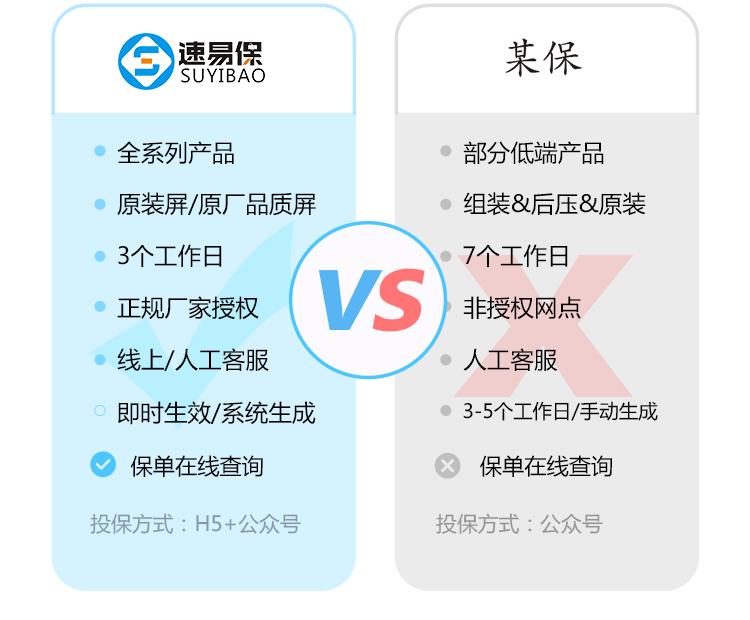 速易保
SUYIBAO
全系列产品
原装屏/原厂品质屏
3个工作日
正规厂家授权
线上/人工客服
即时生效/系统生成
保单在线查询
投保方式：H5+公众号
VS
某保
部分低端产品
组装&后压&原装
7个工作日
非授权网点
人工客服
3-5个工作日/手动生成
保单在线查询
投保方式：公众号